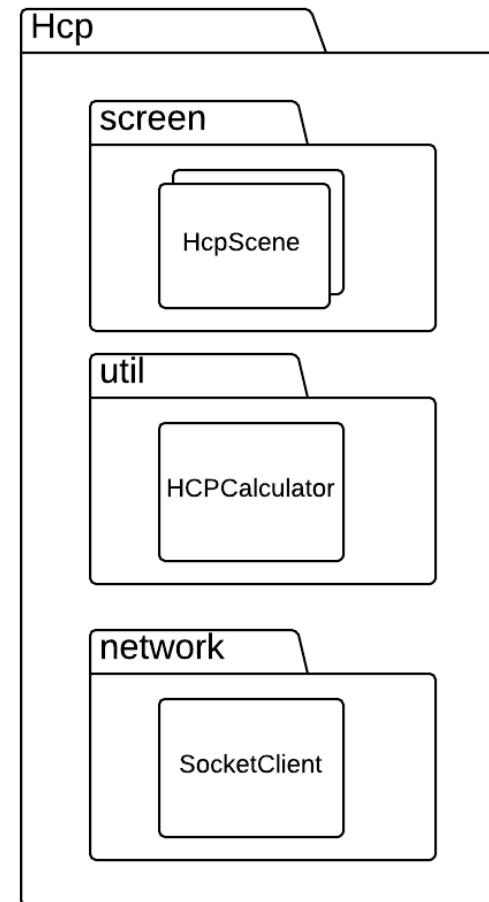 Hcp
screen
HcpScene
util
HCPCalculator
network
SocketClient